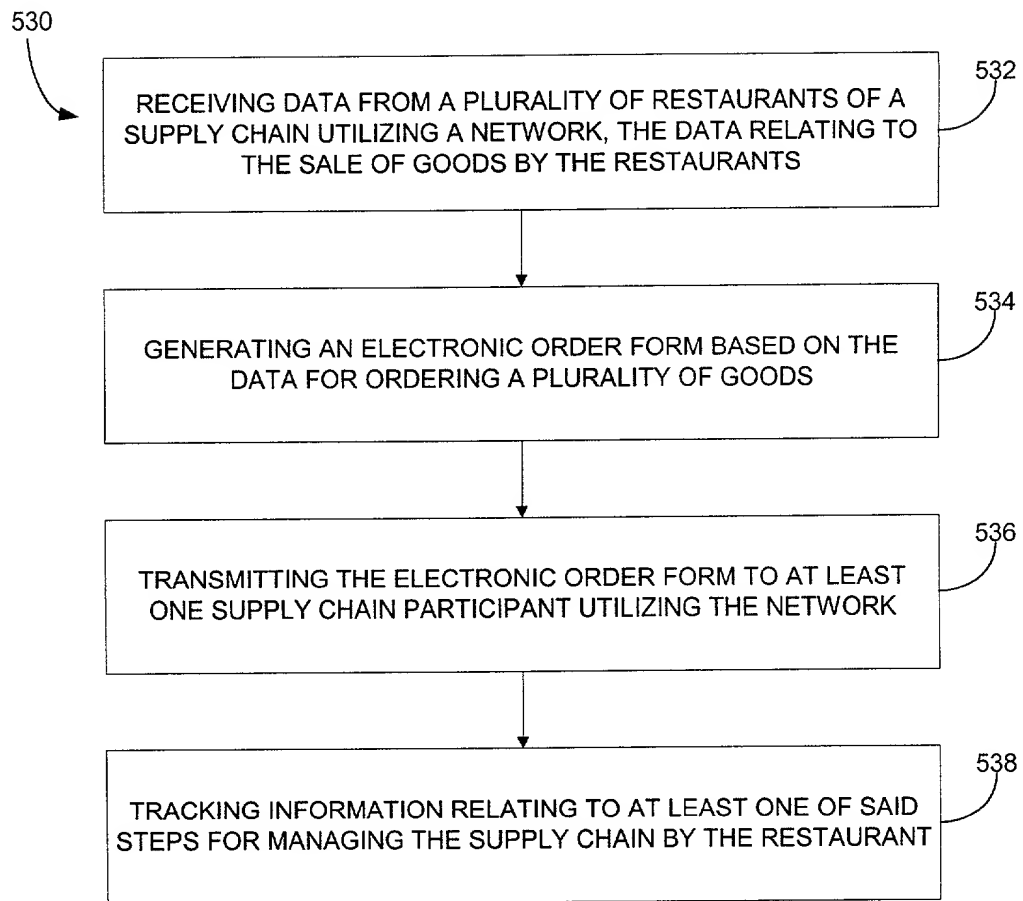 530
532
RECEIVING DATA FROM A PLURALITY OF RESTAURANTS OF A
SUPPLY CHAIN UTILIZING A NETWORK, THE DATA RELATING TO
THE SALE OF GOODS BY THE RESTAURANTS
534
GENERATING AN ELECTRONIC ORDER FORM BASED ON THE
DATA FOR ORDERING A PLURALITY OF GOODS
536
TRANSMITTING THE ELECTRONIC ORDER FORM TO AT LEAST
ONE SUPPLY CHAIN PARTICIPANT UTILIZING THE NETWORK
538
TRACKING INFORMATION RELATING TO AT LEAST ONE OF SAID
STEPS FOR MANAGING THE SUPPLY CHAIN BY THE RESTAURANT